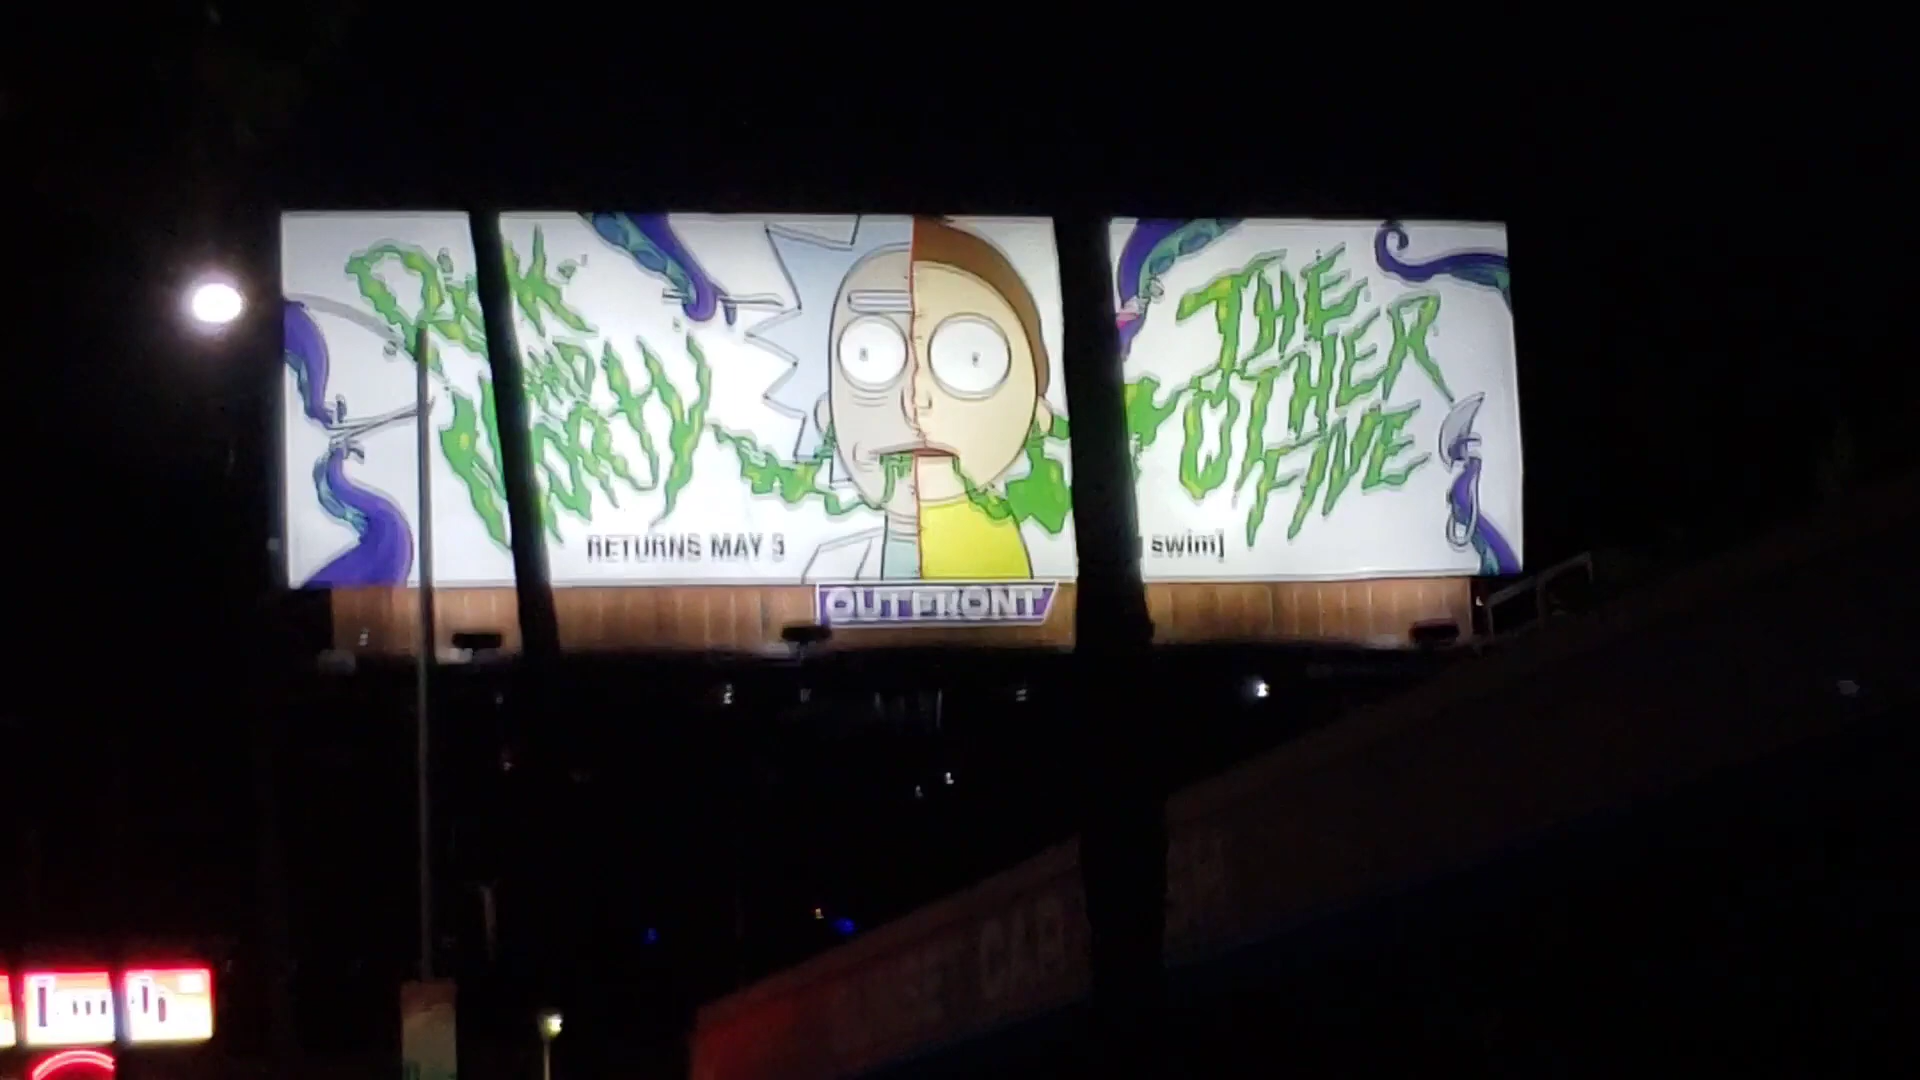 Rick
AND
Morty
RETURNS MAY 3
THE
OTHER
FIVE
swim]
OUTFRONT